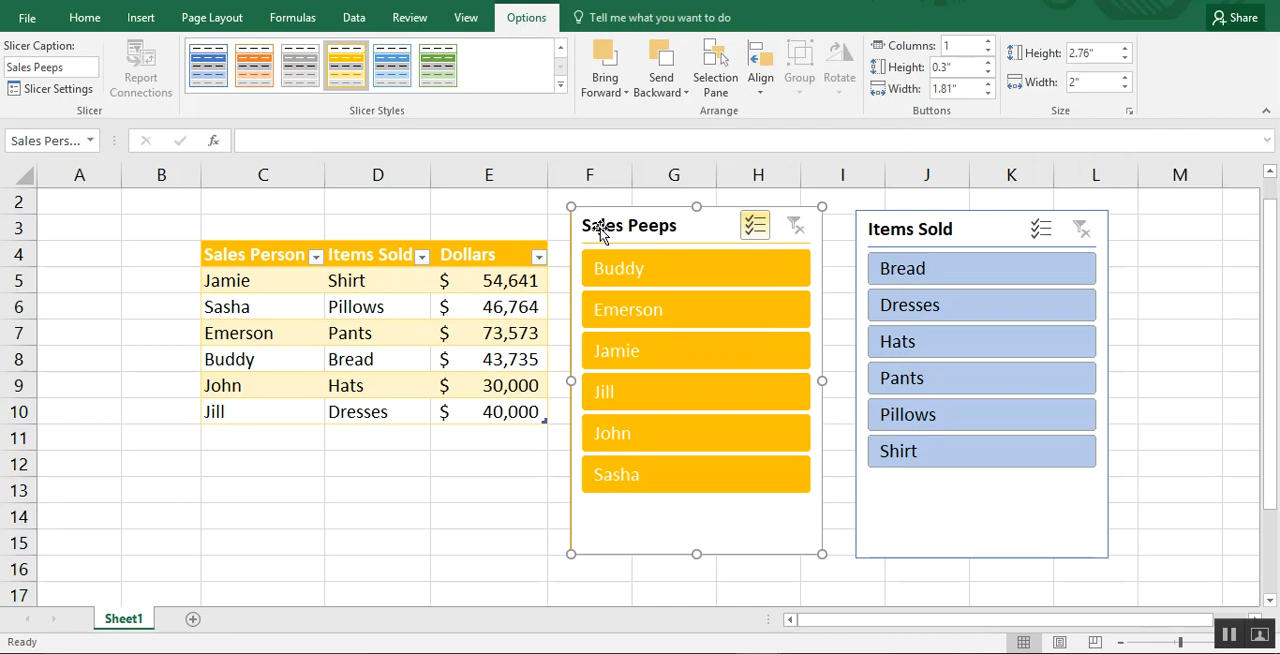 File Home Insert Page Layout Formulas Data Review View Options Tell me what you want to do Share
Slicer Caption:
Sales Peeps
Slicer Settings
Report
Connections
Slicer
Slicer Styles
Bring
Forward
Send
Backward
Selection
Pane
Align
Group
Rotate
Arrange
Columns: 1
Height: 0.3"
Width: 1.81"
Buttons
Height: 2.76"
Width: 2"
Size
Sales Pers... fx
A B C D E F G H I J K L M
2
3
4 Sales Person Items Sold Dollars
5 Jamie Shirt $ 54,641
6 Sasha Pillows $ 46,764
7 Emerson Pants $ 73,573
8 Buddy Bread $ 43,735
9 John Hats $ 30,000
10 Jill Dresses $ 40,000
11
12
13
14
15
16
17
Sales Peeps
Buddy
Emerson
Jamie
Jill
John
Sasha
Items Sold
Bread
Dresses
Hats
Pants
Pillows
Shirt
Sheet1
Ready